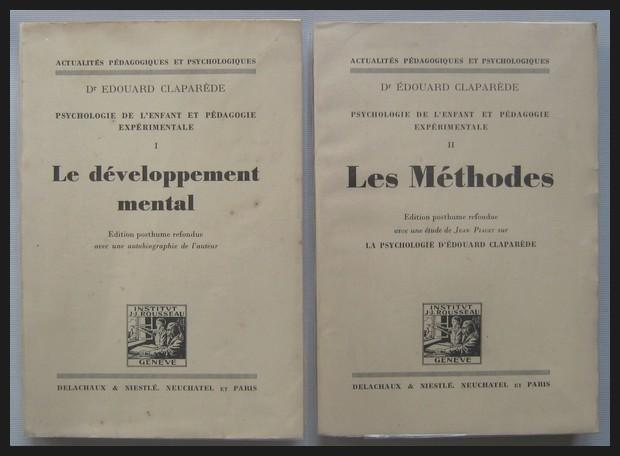 ACTUALITÉS PÉDAGOGIQUES ET PSYCHOLOGIQUES
Dr EDOUARD CLAPARÈDE
PSYCHOLOGIE DE L'ENFANT ET PÉDAGOGIE
EXPÉRIMENTALE
I
Le développement
mental
Edition posthume refondue
avec une autobiographie de l'auteur
INSTITVT
J.J. ROUSSEAU
GENÈVE
DELACHAUX & NIESTLÉ. NEUCHATEL ET PARIS
ACTUALITÉS PÉDAGOGIQUES ET PSYCHOLOGIQUES
Dr ÉDOUARD CLAPARÈDE
PSYCHOLOGIE DE L'ENFANT ET PÉDAGOGIE
EXPÉRIMENTALE
II
Les Méthodes
Edition posthume refondue
avec une étude de JEAN PIAGET sur
LA PSYCHOLOGIE D'ÉDOUARD CLAPARÈDE
INSTITVT
J.J. ROUSSEAU
GENÈVE
DELACHAUX & NIESTLÉ. NEUCHATEL ET PARIS